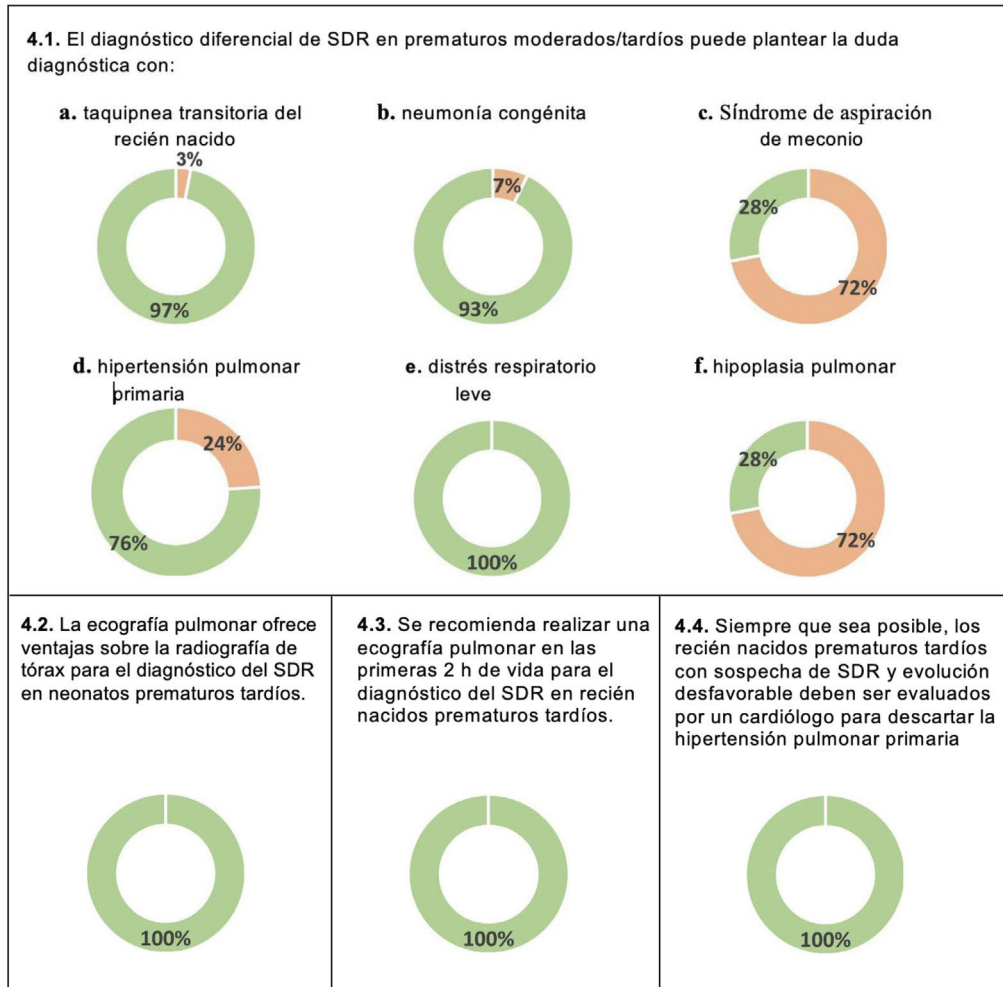 4.1. El diagnóstico diferencial de SDR en prematuros moderados/tardíos puede plantear la duda
diagnóstica con:
a. taquipnea transitoria del
recién nacido
3%
97%
b. neumonía congénita
7%
93%
c. Síndrome de aspiración
de meconio
28%
72%
d. hipertensión pulmonar
primaria
24%
76%
e. distrés respiratorio
leve
100%
f. hipoplasia pulmonar
28%
72%
4.2. La ecografía pulmonar ofrece
ventajas sobre la radiografía de
tórax para el diagnóstico del SDR
en neonatos prematuros tardíos.
100%
4.3. Se recomienda realizar una
ecografía pulmonar en las
primeras 2 h de vida para el
diagnóstico del SDR en recién
nacidos prematuros tardíos.
100%
4.4. Siempre que sea posible, los
recién nacidos prematuros tardíos
con sospecha de SDR y evolución
desfavorable deben ser evaluados
por un cardiólogo para descartar la
hipertensión pulmonar primaria
100%